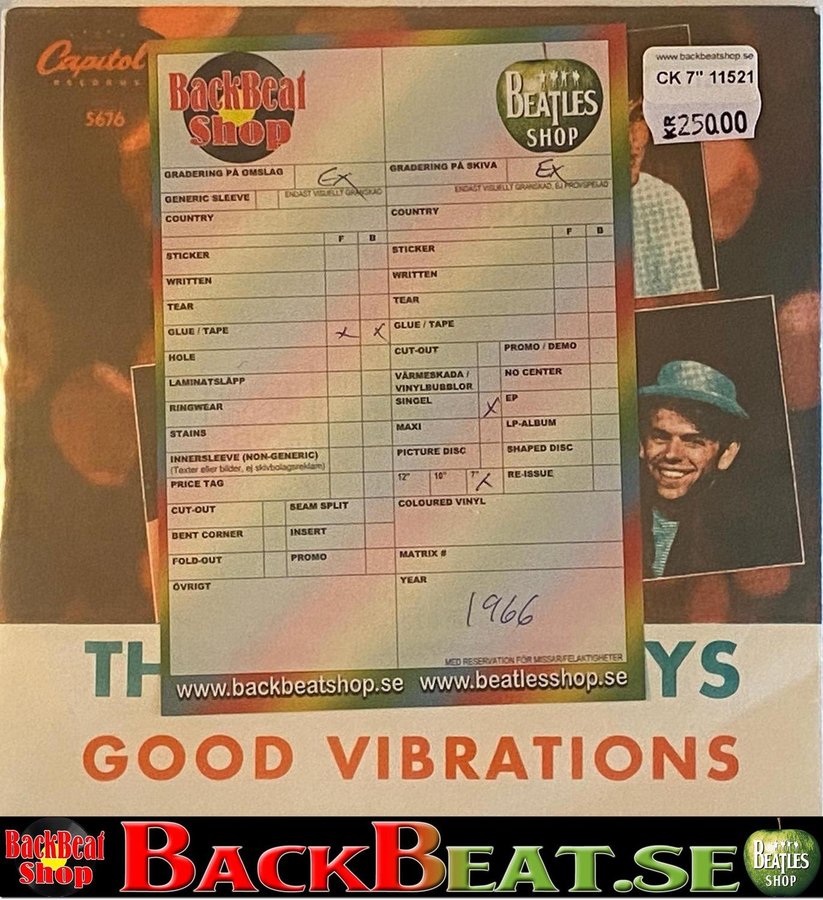 Capitol
RECORDS
5676
BackBeat
Shop
BEATLES
SHOP
www.backbeatshop.se
CK 7" 11521
KR 250.00
GRADERING PÅ OMSLAG EX
GRADERING PÅ SKIVA EX
ENDAST VISUELLT GRANSKAD
ENDAST VISUELLT GRANSKAD, EJ PROVSPELAD
GENERIC SLEEVE
COUNTRY
COUNTRY
F B
F B
STICKER
STICKER
WRITTEN
WRITTEN
TEAR
TEAR
GLUE / TAPE X X
GLUE / TAPE
HOLE
CUT-OUT
PROMO / DEMO
LAMINATSLÄPP
VÄRMESKADA /
VINYLBUBBLOR
NO CENTER
RINGWEAR
SINGEL X
EP
STAINS
MAXI
LP-ALBUM
INNERSLEEVE (NON-GENERIC)
(Texter eller bilder, ej skivbolagsreklam)
PICTURE DISC
SHAPED DISC
PRICE TAG
12" 10" 7" X
RE-ISSUE
CUT-OUT
SEAM SPLIT
COLOURED VINYL
BENT CORNER
INSERT
FOLD-OUT
PROMO
MATRIX #
ÖVRIGT
YEAR
1966
MED RESERVATION FÖR MISSAR/FELAKTIGHETER
www.backbeatshop.se www.beatlesshop.se
TH YS
GOOD VIBRATIONS
BackBeat
Shop
BACKBEAT.SE
BEATLES
SHOP